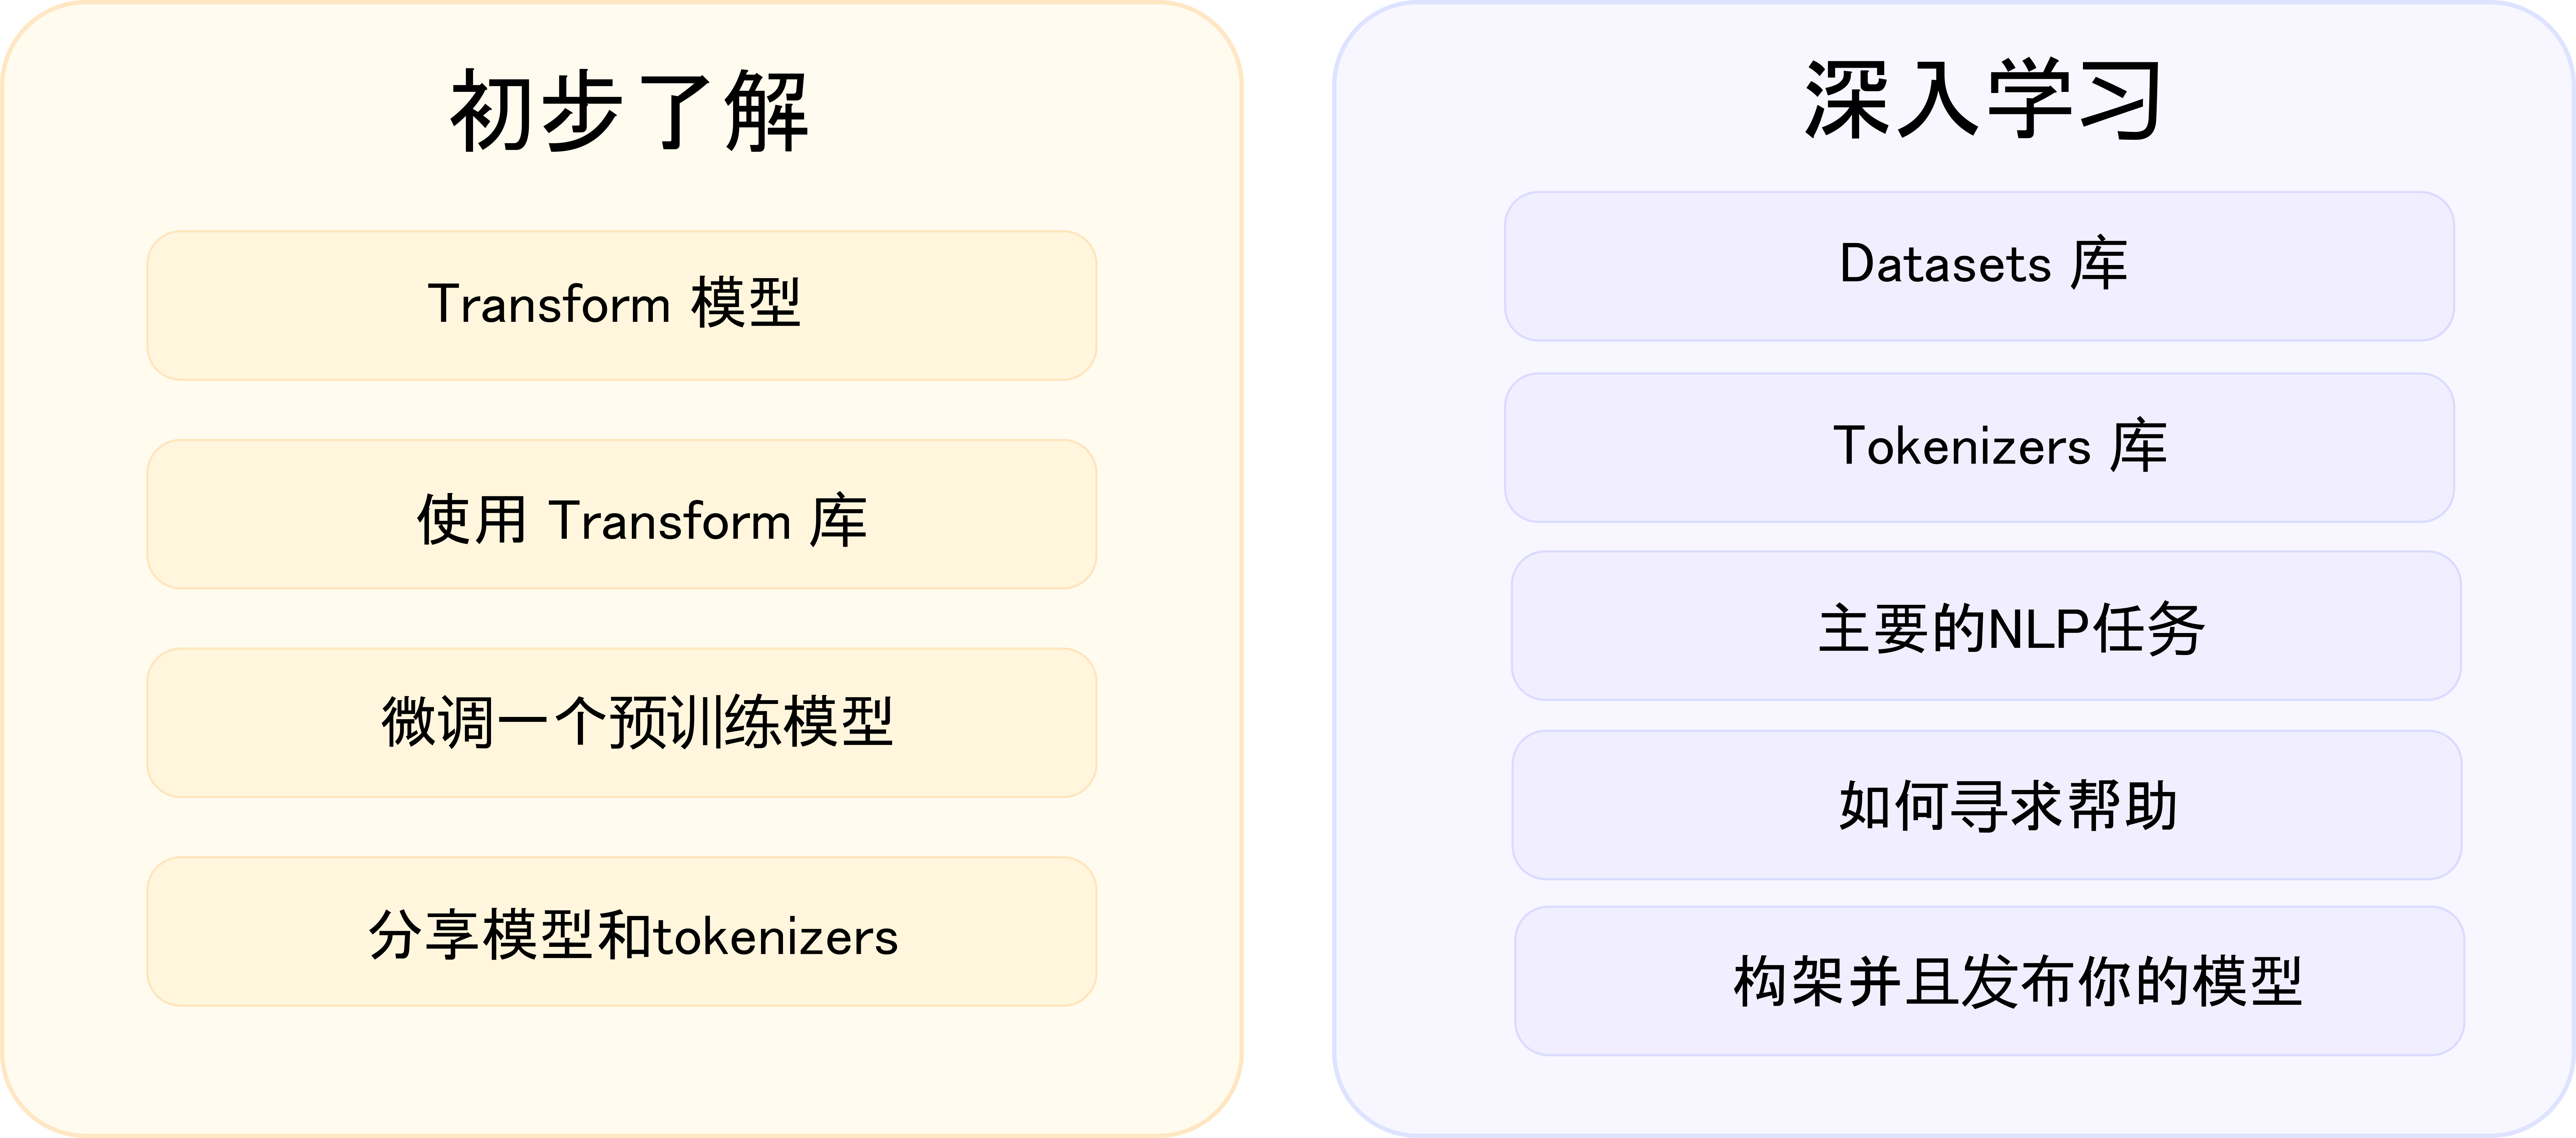 初步了解
Transform 模型
使用 Transform 库
微调一个预训练模型
分享模型和tokenizers
深入学习
Datasets 库
Tokenizers 库
主要的NLP任务
如何寻求帮助
构架并且发布你的模型